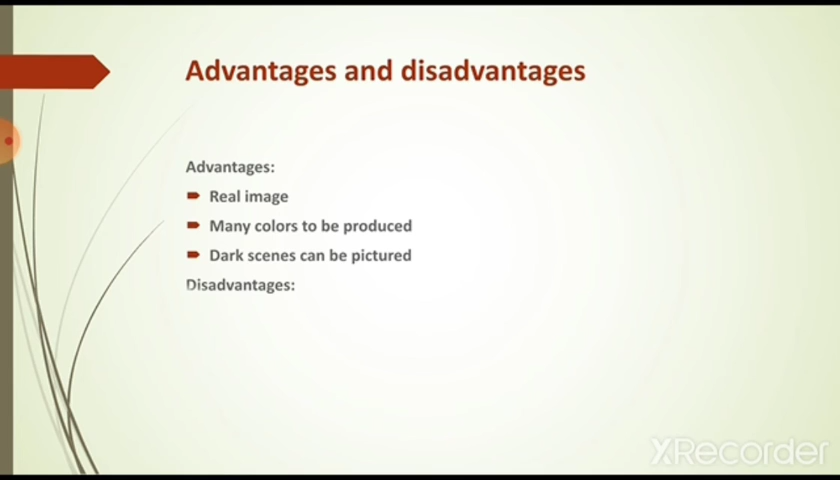 Advantages and disadvantages
Advantages:
Real image
Many colors to be produced
Dark scenes can be pictured
Disadvantages:
XRecorder